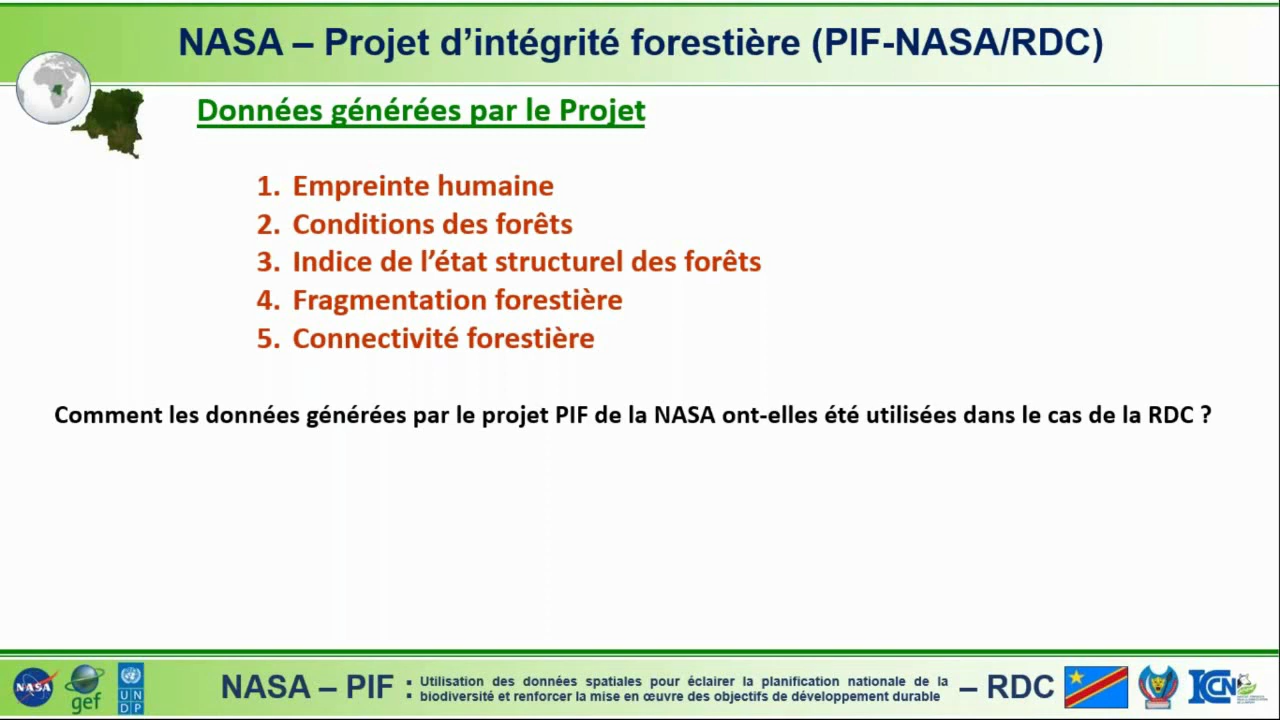 NASA – Projet d’intégrité forestière (PIF-NASA/RDC)
Données générées par le Projet
1. Empreinte humaine
2. Conditions des forêts
3. Indice de l’état structurel des forêts
4. Fragmentation forestière
5. Connectivité forestière
Comment les données générées par le projet PIF de la NASA ont-elles été utilisées dans le cas de la RDC ?
NASA
gef
U N
D P
NASA – PIF :
Utilisation des données spatiales pour éclairer la planification nationale de la
biodiversité et renforcer la mise en œuvre des objectifs de développement durable
– RDC
ICCN